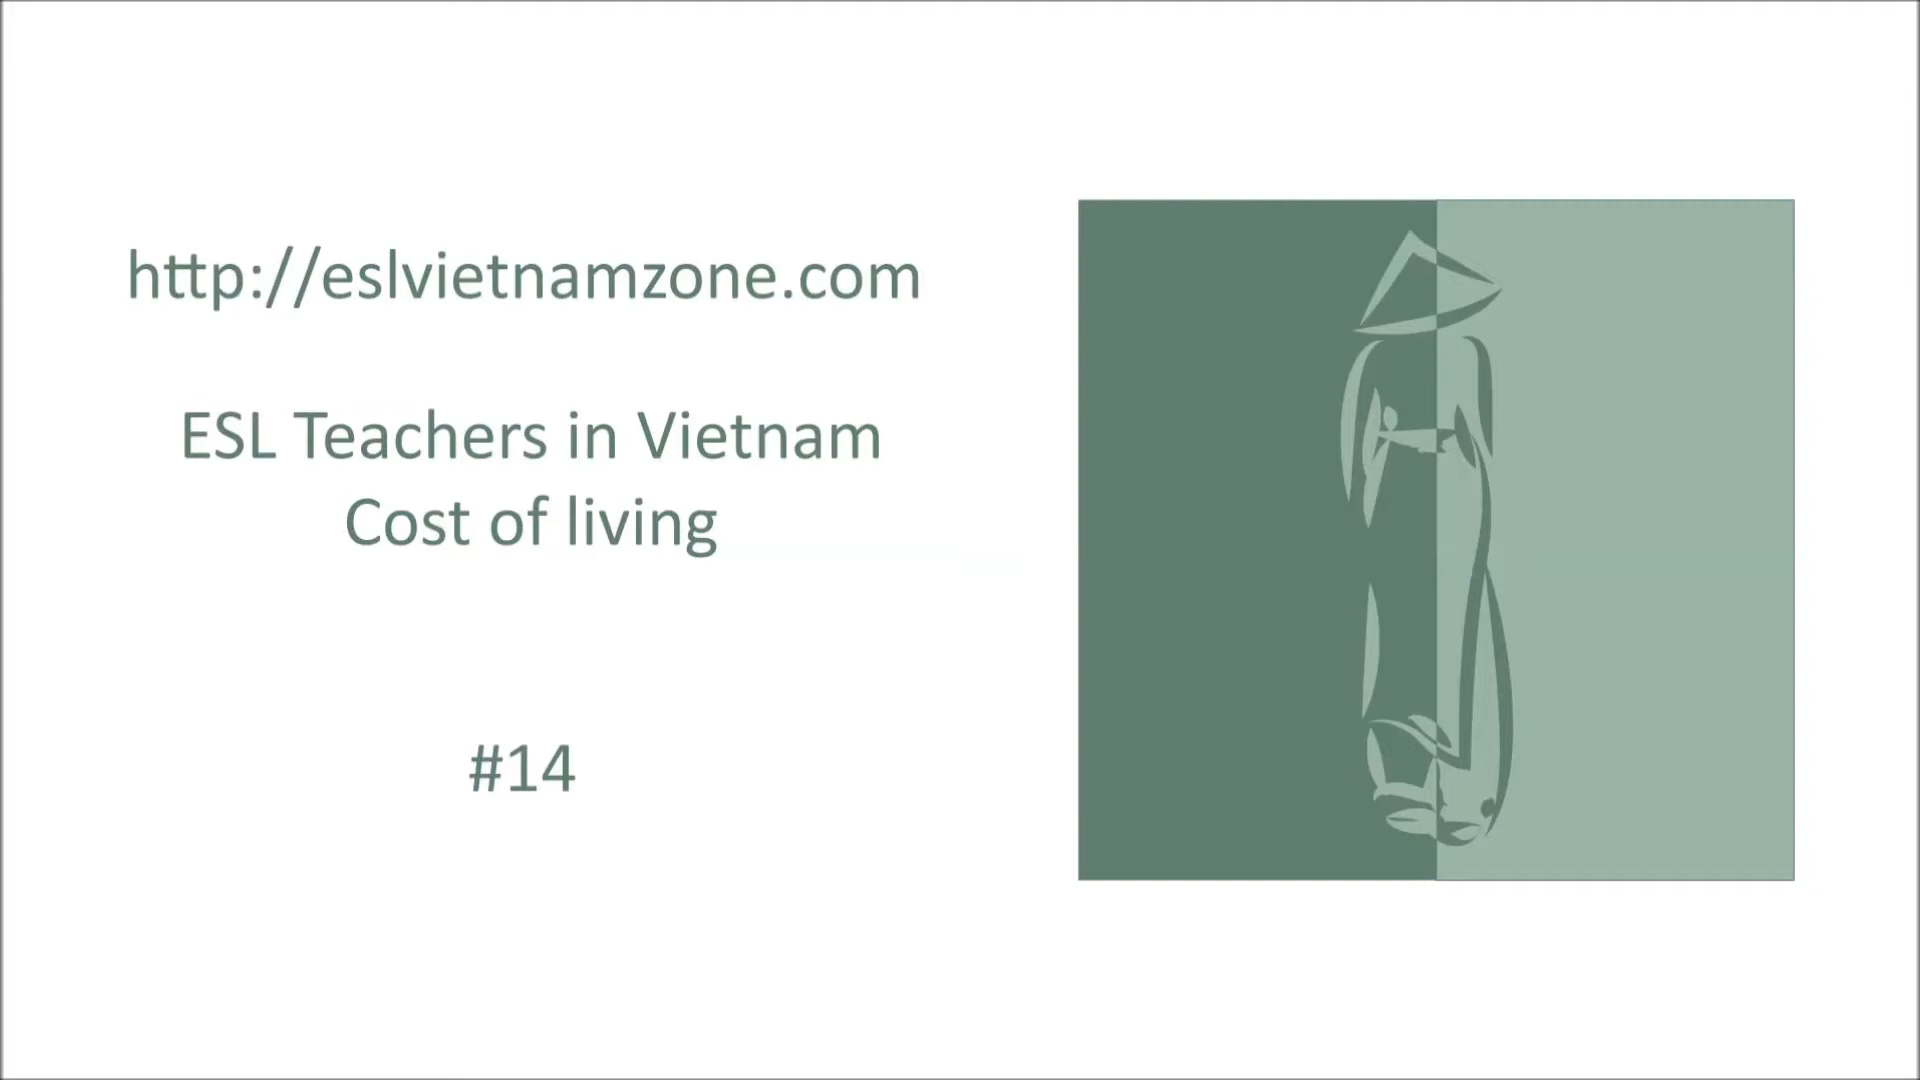 http://eslvietnamzone.com
ESL Teachers in Vietnam
Cost of living
#14